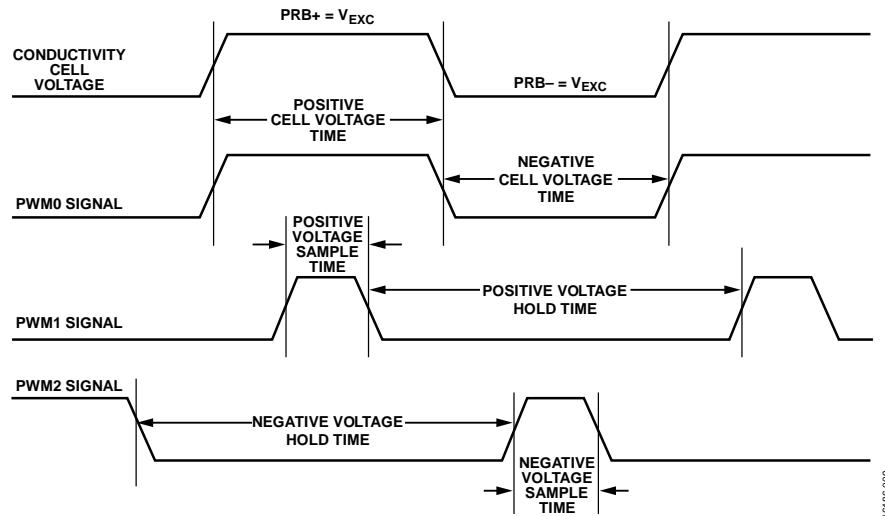 PRB+ = VEXC
CONDUCTIVITY
CELL
VOLTAGE
PRB– = VEXC
POSITIVE
CELL VOLTAGE
TIME
NEGATIVE
CELL VOLTAGE
TIME
PWM0 SIGNAL
POSITIVE
VOLTAGE
SAMPLE
TIME
POSITIVE VOLTAGE
HOLD TIME
PWM1 SIGNAL
PWM2 SIGNAL
NEGATIVE VOLTAGE
HOLD TIME
NEGATIVE
VOLTAGE
SAMPLE
TIME